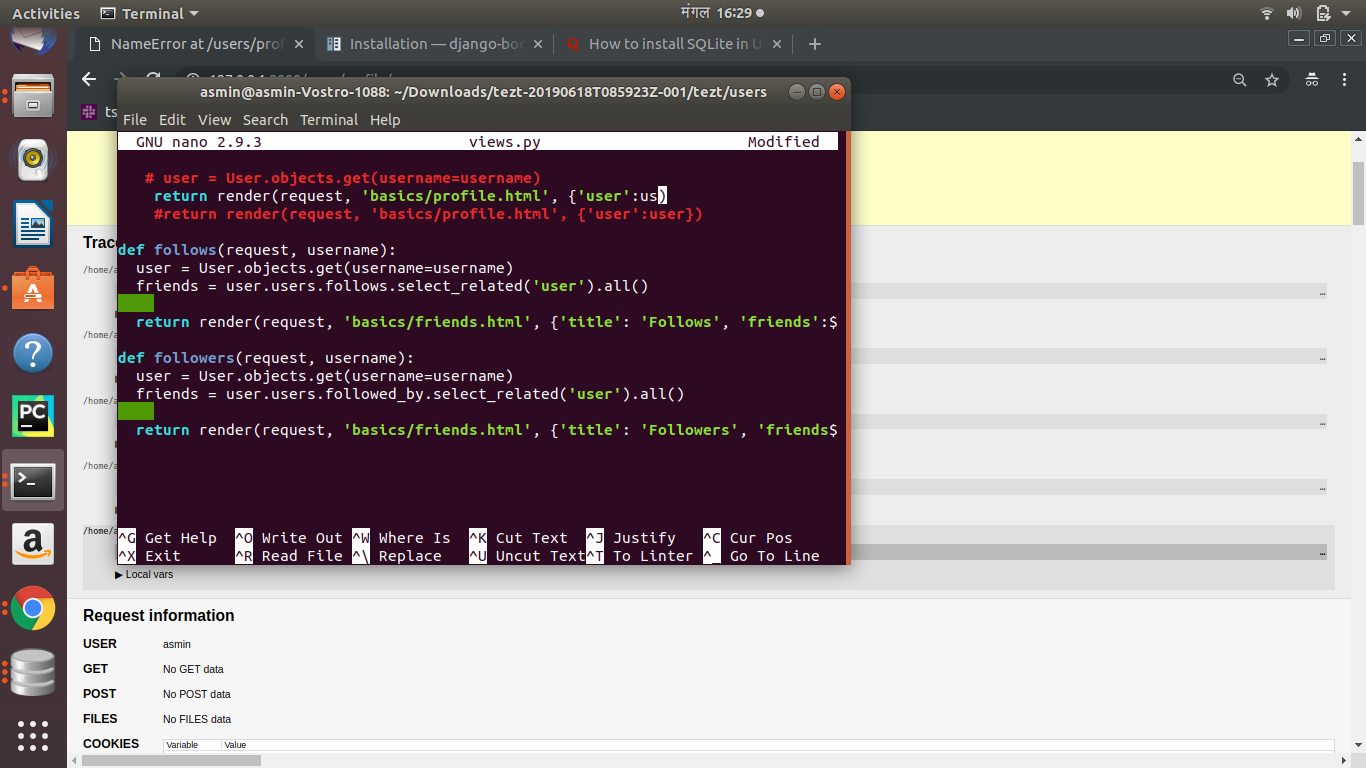 Activities
Terminal
मंगल 16:29
NameError at /users/prof
Installation — django-boo
How to install SQLite in U
asmin@asmin-Vostro-1088: ~/Downloads/tezt-20190618T085923Z-001/tezt/users
File Edit View Search Terminal Help
ts
GNU nano 2.9.3 views.py Modified
# user = User.objects.get(username=username)
return render(request, 'basics/profile.html', {'user':us)
#return render(request, 'basics/profile.html', {'user':user})
Trac
def follows(request, username):
user = User.objects.get(username=username)
/home/a
friends = user.users.follows.select_related('user').all()
return render(request, 'basics/friends.html', {'title': 'Follows', 'friends':$
/home/a
def followers(request, username):
user = User.objects.get(username=username)
friends = user.users.followed_by.select_related('user').all()
/home/a
return render(request, 'basics/friends.html', {'title': 'Followers', 'friends$
/home/a
/home/a
^G Get Help ^O Write Out ^W Where Is ^K Cut Text ^J Justify ^C Cur Pos
^X Exit ^R Read File ^\ Replace ^U Uncut Text ^T To Linter ^_ Go To Line
▶ Local vars
Request information
USER asmin
GET No GET data
POST No POST data
FILES No FILES data
COOKIES Variable Value